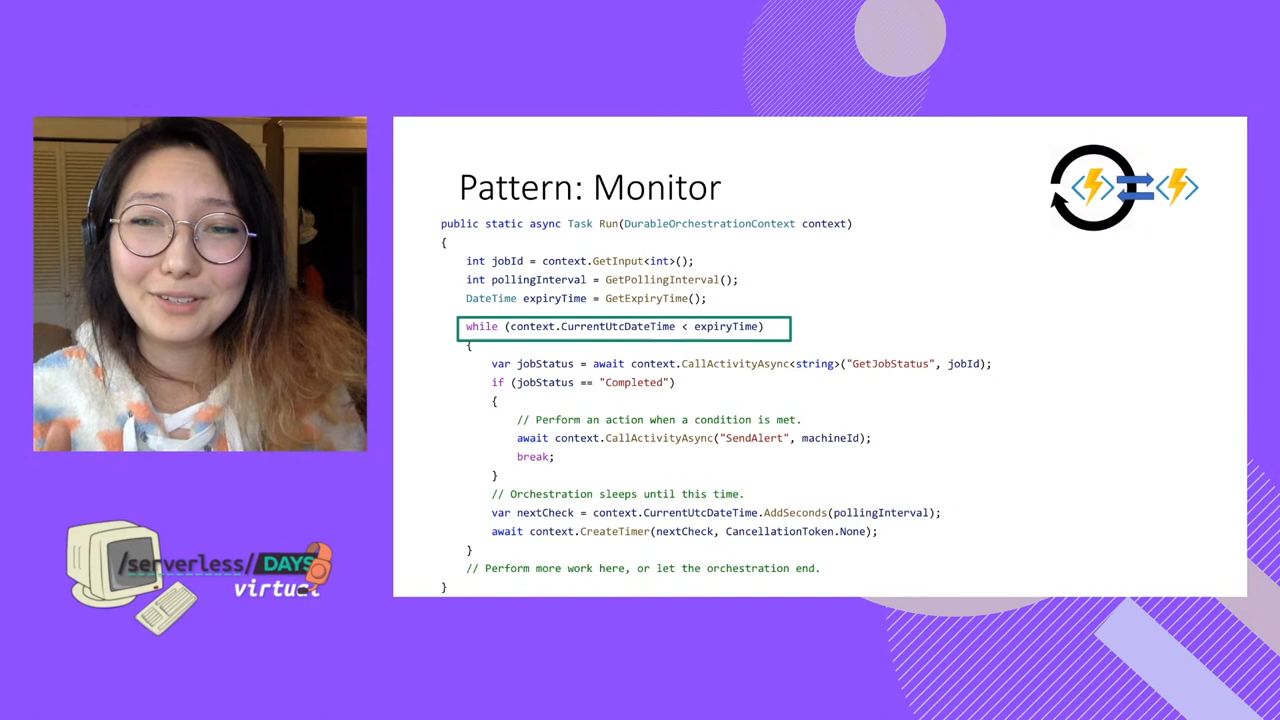 Pattern: Monitor
public static async Task Run(DurableOrchestrationContext context)
{
int jobId = context.GetInput<int>();
int pollingInterval = GetPollingInterval();
DateTime expiryTime = GetExpiryTime();
while (context.CurrentUtcDateTime < expiryTime)
{
var jobStatus = await context.CallActivityAsync<string>("GetJobStatus", jobId);
if (jobStatus == "Completed")
{
// Perform an action when a condition is met.
await context.CallActivityAsync("SendAlert", machineId);
break;
}
// Orchestration sleeps until this time.
var nextCheck = context.CurrentUtcDateTime.AddSeconds(pollingInterval);
await context.CreateTimer(nextCheck, CancellationToken.None);
}
// Perform more work here, or let the orchestration end.
}
/serverless/DAYS
virtual